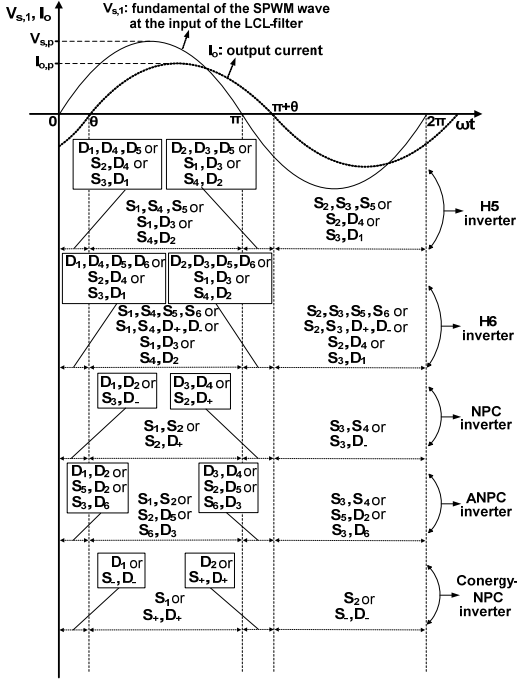 Vs,1, Io
Vs,1: fundamental of the SPWM wave
at the input of the LCL-filter
Vs,p
Io: output current
Io,p
0
θ
π
π+θ
2π
ωt
D1,D4,D5 or
S2,D4 or
S3,D1
D2,D3,D5 or
S1,D3 or
S4,D2
S1,S4,S5 or
S1,D3 or
S4,D2
S2,S3,S5 or
S2,D4 or
S3,D1
H5
inverter
D1,D4,D5,D6 or
S2,D4 or
S3,D1
D2,D3,D5,D6 or
S1,D3 or
S4,D2
S1,S4,S5,S6 or
S1,S4,D+,D- or
S1,D3 or
S4,D2
S2,S3,S5,S6 or
S2,S3,D+,D- or
S2,D4 or
S3,D1
H6
inverter
D1,D2 or
S3,D-
D3,D4 or
S2,D+
S1,S2 or
S2,D+
S3,S4 or
S3,D-
NPC
inverter
D1,D2 or
S5,D2 or
S3,D6
D3,D4 or
S2,D5 or
S6,D3
S1,S2 or
S2,D5 or
S6,D3
S3,S4 or
S5,D2 or
S3,D6
ANPC
inverter
D1 or
S-,D-
D2 or
S+,D+
S1 or
S+,D+
S2 or
S-,D-
Conergy-
NPC
inverter